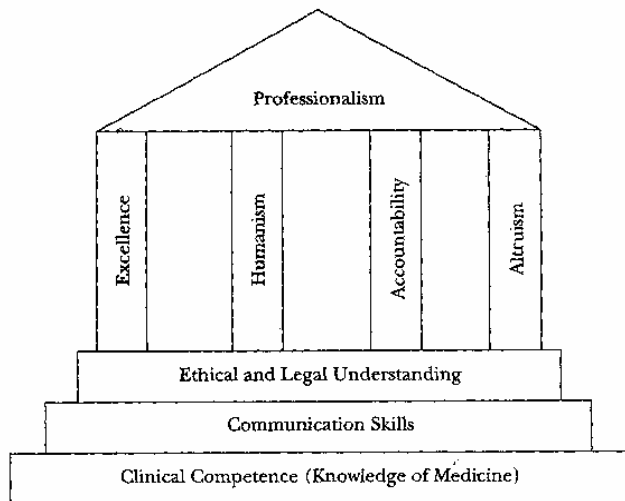 Professionalism
Excellence
Humanism
Accountability
Altruism
Ethical and Legal Understanding
Communication Skills
Clinical Competence (Knowledge of Medicine)